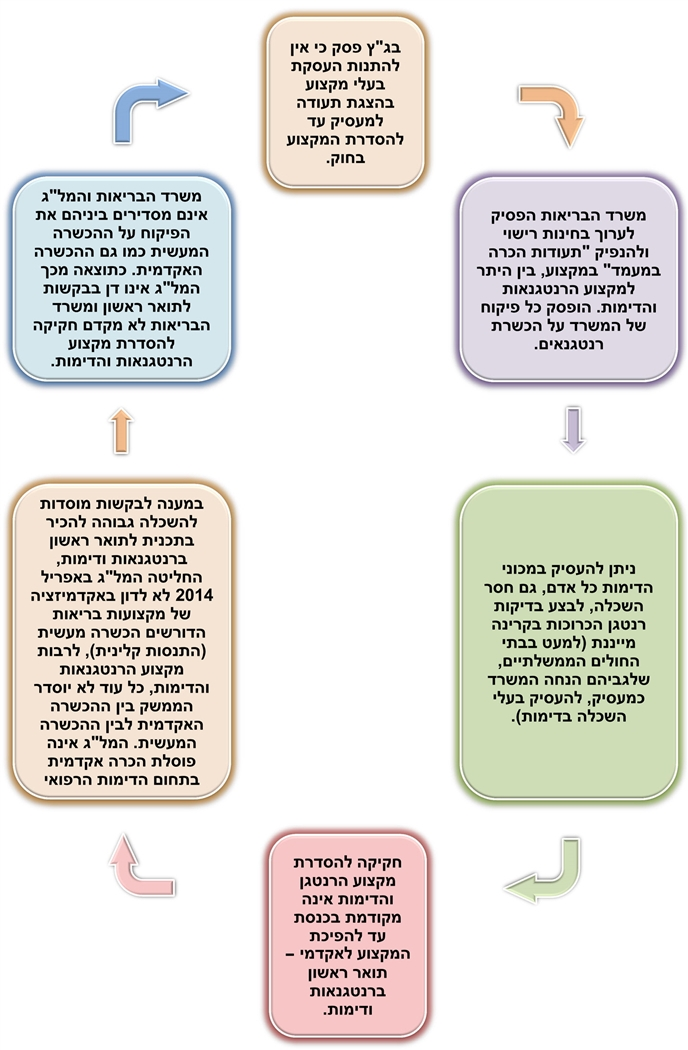 בג"ץ פסק כי אין
להתנות העסקת
בעלי מקצוע
בהצגת תעודה
למעסיק עד
להסדרת המקצוע
בחוק.
משרד הבריאות הפסיק
לערוך בחינות רישוי
ולהנפיק "תעודות הכרה
במעמד" במקצוע, בין היתר
למקצוע הרנטגנאות
והדימות. הופסק כל פיקוח
של המשרד על הכשרת
רנטגנאים.
ניתן להעסיק במכוני
הדימות כל אדם, גם חסר
השכלה, לבצע בדיקות
רנטגן הכרוכות בקרינה
מייננת (למעט בבתי
החולים הממשלתיים,
שלגביהם הנחה המשרד
כמעסיק, להעסיק בעלי
השכלה בדימות).
חקיקה להסדרת
מקצוע הרנטגן
והדימות אינה
מקודמת בכנסת
עד להפיכת
המקצוע לאקדמי –
תואר ראשון
ברנטגנאות
ודימות.
במענה לבקשות מוסדות
להשכלה גבוהה להכיר
בתכנית לתואר ראשון
ברנטגנאות ודימות,
החליטה המל"ג באפריל
2014 לא לדון באקדמיזציה
של מקצועות בריאות
הדורשים הכשרה מעשית
(התנסות קלינית), לרבות
מקצוע הרנטגנאות
והדימות, כל עוד לא יוסדר
הממשק בין ההכשרה
האקדמית לבין ההכשרה
המעשית. המל"ג אינה
פוסלת הכרה אקדמית
בתחום הדימות הרפואי
משרד הבריאות והמל"ג
אינם מסדירים ביניהם את
הפיקוח על ההכשרה
המעשית כמו גם ההכשרה
האקדמית. כתוצאה מכך
המל"ג אינו דן בבקשות
לתואר ראשון ומשרד
הבריאות לא מקדם חקיקה
להסדרת מקצוע
הרנטגנאות והדימות.